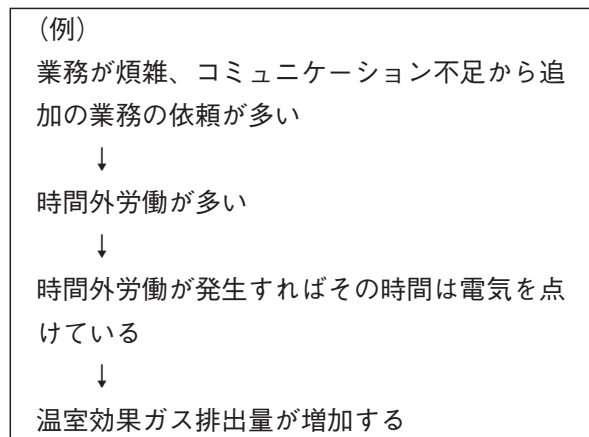 (例)
業務が煩雑、コミュニケーション不足から追
加の業務の依頼が多い
↓
時間外労働が多い
↓
時間外労働が発生すればその時間は電気を点
けている
↓
温室効果ガス排出量が増加する